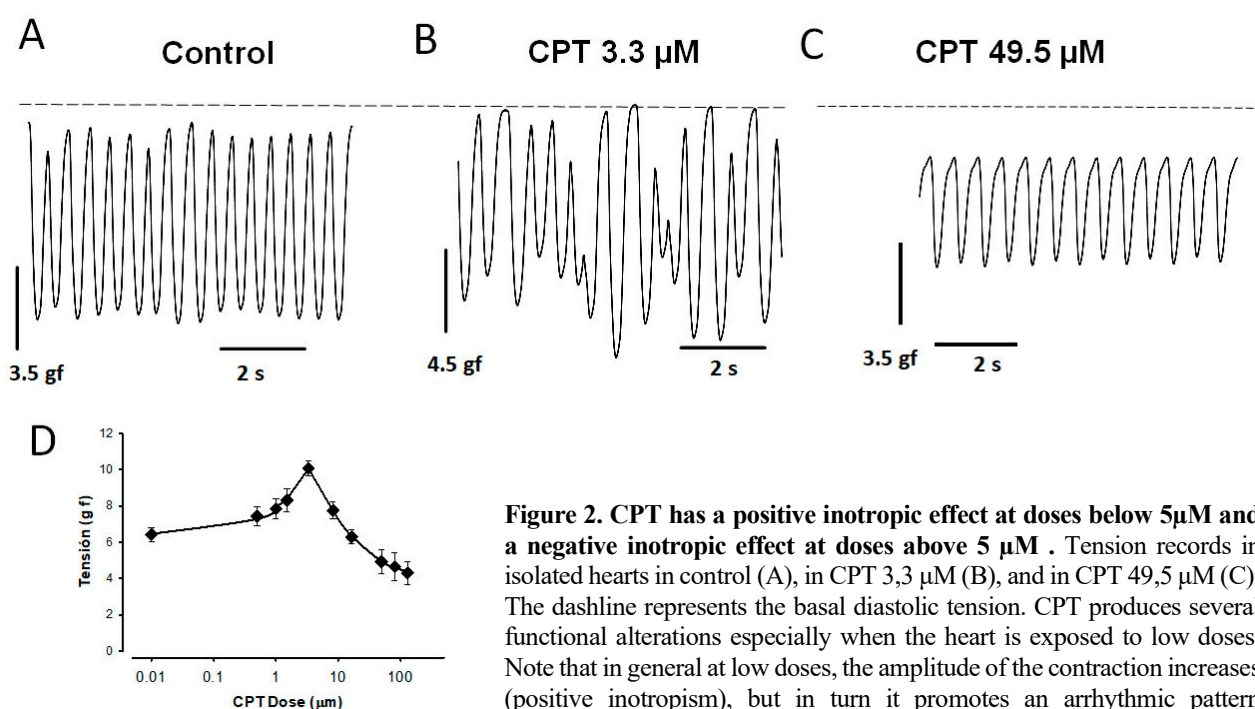 A
Control
B
CPT 3.3 µM
C
CPT 49.5 µM
3.5 gf
2 s
4.5 gf
2 s
3.5 gf
2 s
D
Tensión (g f)
12
10
8
6
4
2
0
0.01 0.1 1 10 100
CPT Dose (µm)
Figure 2. CPT has a positive inotropic effect at doses below 5µM and
a negative inotropic effect at doses above 5 µM . Tension records in
isolated hearts in control (A), in CPT 3,3 µM (B), and in CPT 49,5 µM (C)
The dashline represents the basal diastolic tension. CPT produces several
functional alterations especially when the heart is exposed to low doses
Note that in general at low doses, the amplitude of the contraction increases
(positive inotropism), but in turn it promotes an arrhythmic pattern